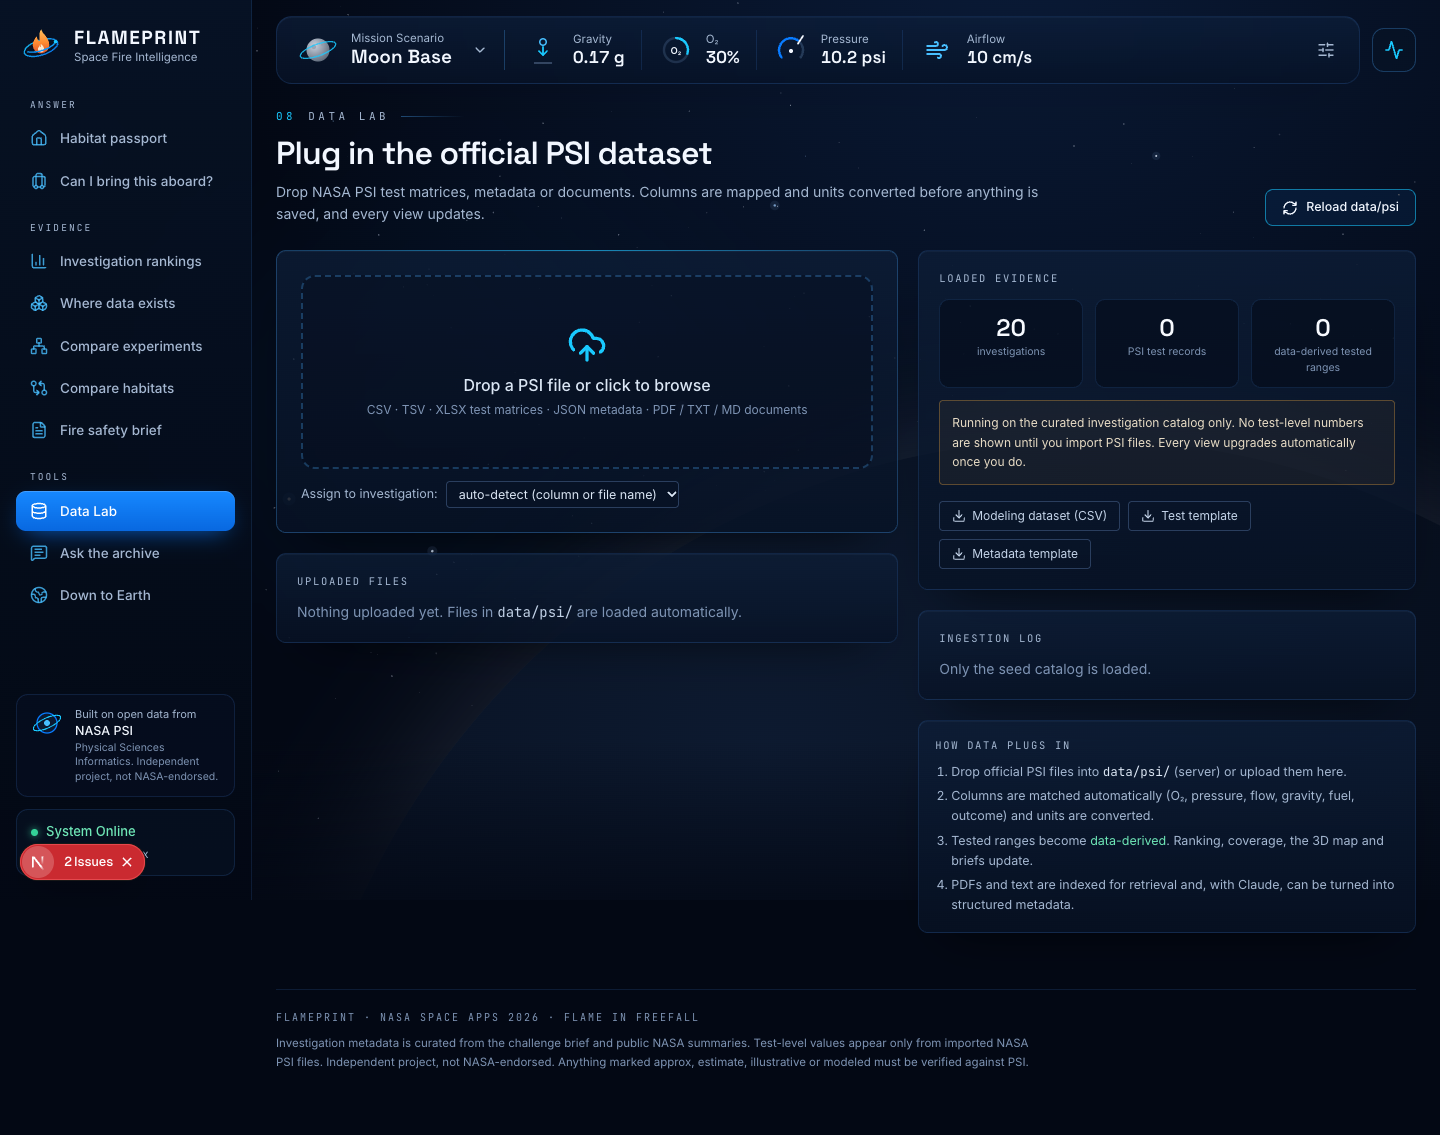 FLAMEPRINT
Space Fire Intelligence
ANSWER
Habitat passport
Can I bring this aboard?
EVIDENCE
Investigation rankings
Where data exists
Compare experiments
Compare habitats
Fire safety brief
TOOLS
Data Lab
Ask the archive
Down to Earth
Built on open data from
NASA PSI
Physical Sciences
Informatics. Independent
project, not NASA-endorsed.
System Online
x
2 Issues
Mission Scenario
Moon Base
Gravity
0.17 g
O₂
O₂
30%
Pressure
10.2 psi
Airflow
10 cm/s
08 DATA LAB
Plug in the official PSI dataset
Drop NASA PSI test matrices, metadata or documents. Columns are mapped and units converted before anything is
saved, and every view updates.
Reload data/psi
Drop a PSI file or click to browse
CSV · TSV · XLSX test matrices · JSON metadata · PDF / TXT / MD documents
Assign to investigation: auto-detect (column or file name)
UPLOADED FILES
Nothing uploaded yet. Files in data/psi/ are loaded automatically.
LOADED EVIDENCE
20
investigations
0
PSI test records
0
data-derived tested
ranges
Running on the curated investigation catalog only. No test-level numbers
are shown until you import PSI files. Every view upgrades automatically
once you do.
Modeling dataset (CSV)
Test template
Metadata template
INGESTION LOG
Only the seed catalog is loaded.
HOW DATA PLUGS IN
1. Drop official PSI files into data/psi/ (server) or upload them here.
2. Columns are matched automatically (O₂, pressure, flow, gravity, fuel,
outcome) and units are converted.
3. Tested ranges become data-derived. Ranking, coverage, the 3D map and
briefs update.
4. PDFs and text are indexed for retrieval and, with Claude, can be turned into
structured metadata.
FLAMEPRINT · NASA SPACE APPS 2026 · FLAME IN FREEFALL
Investigation metadata is curated from the challenge brief and public NASA summaries. Test-level values appear only from imported NASA
PSI files. Independent project, not NASA-endorsed. Anything marked approx, estimate, illustrative or modeled must be verified against PSI.